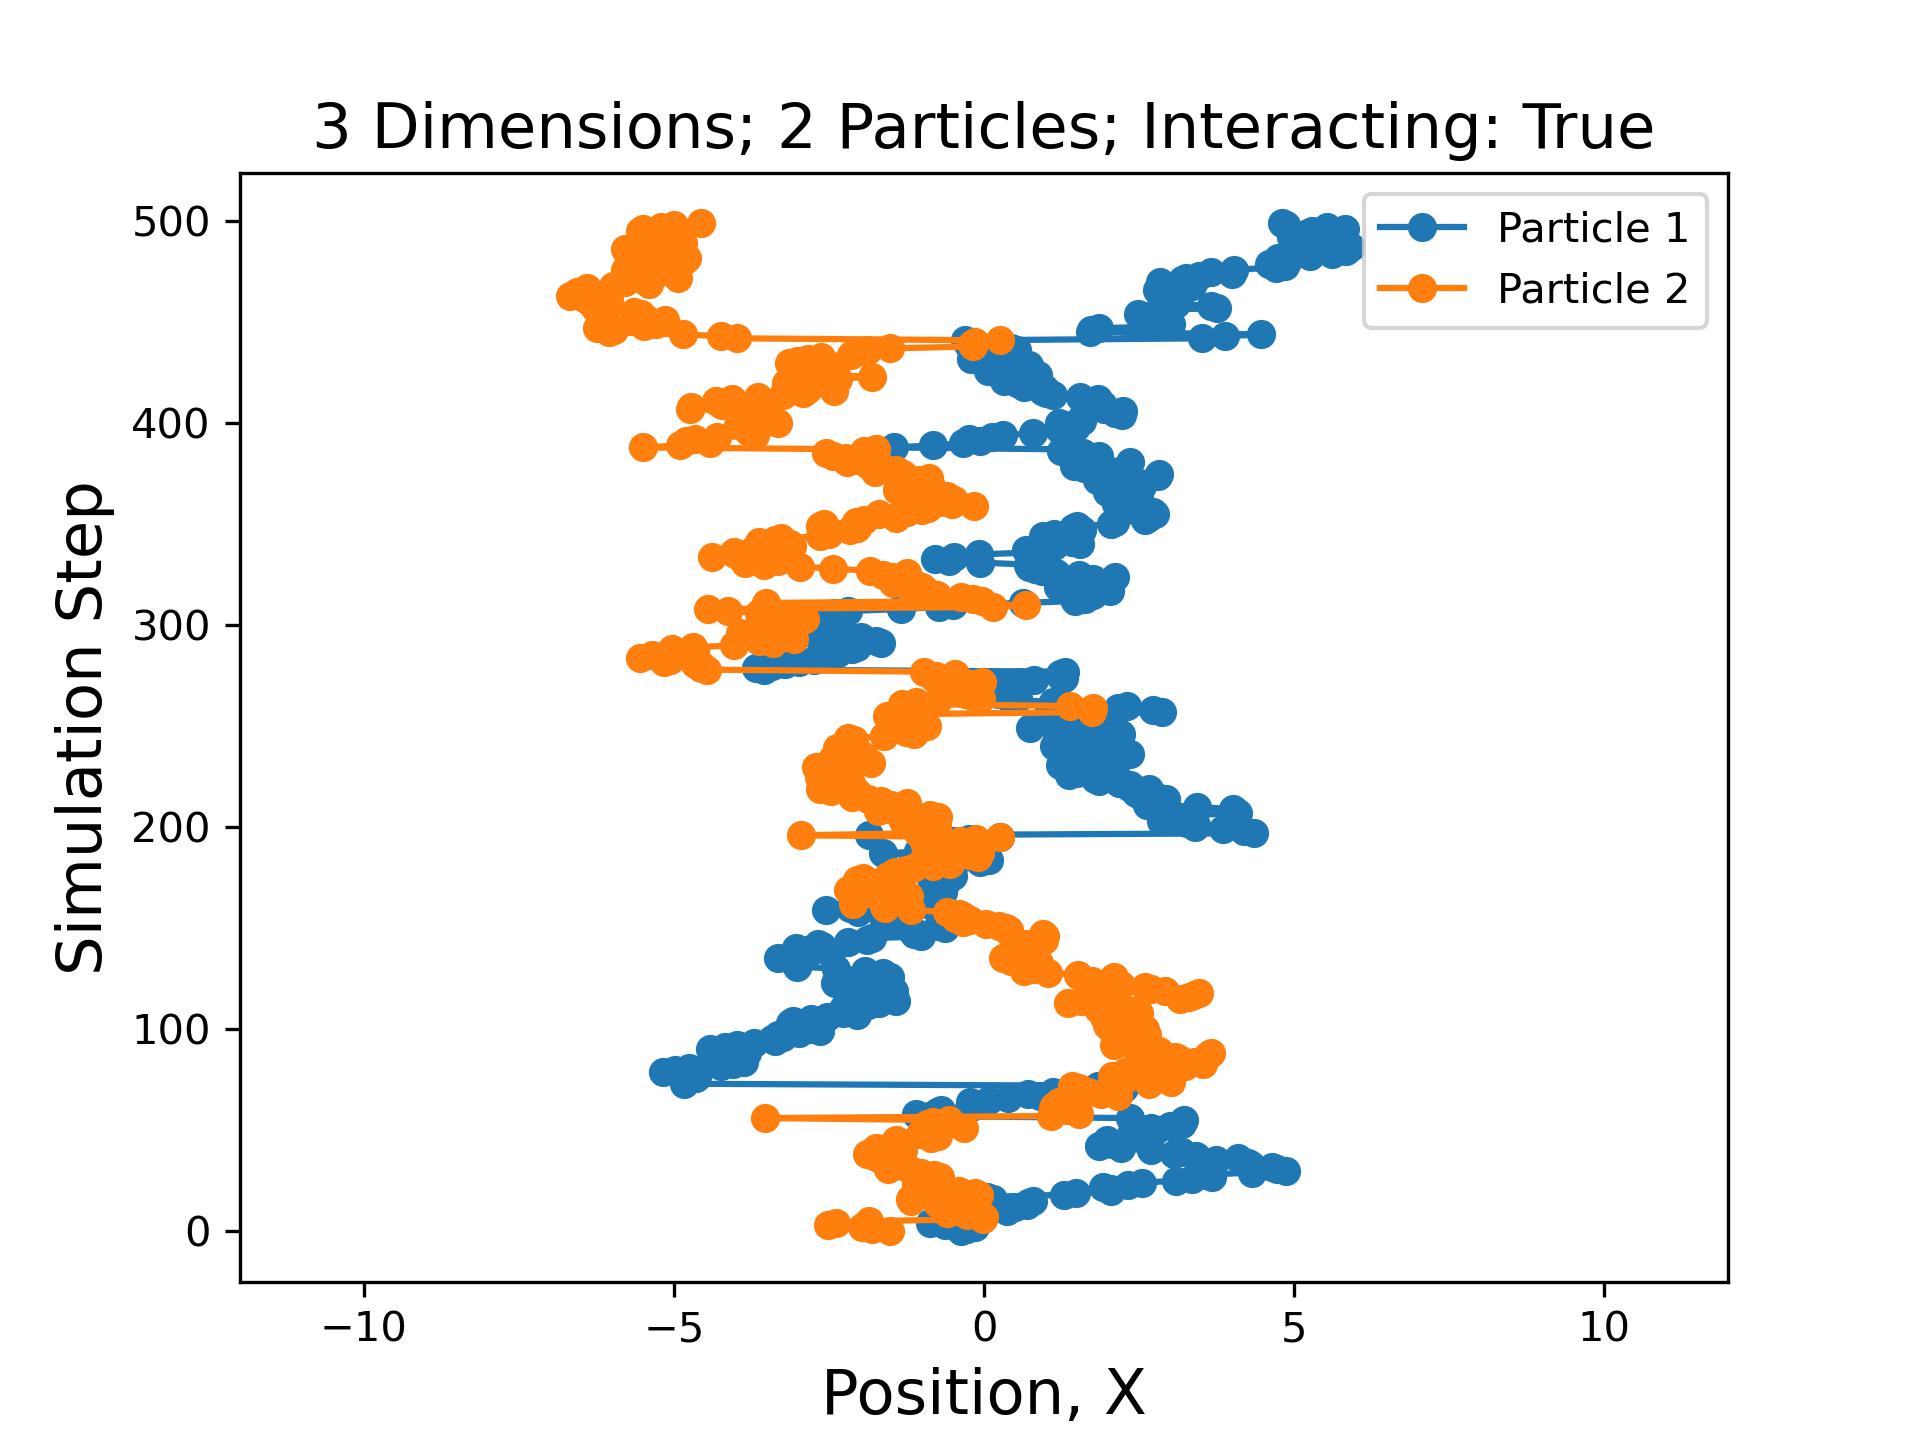 3 Dimensions; 2 Particles; Interacting: True
Particle 1
Particle 2
500
400
300
200
100
0
Simulation Step
−10
−5
0
5
10
Position, X